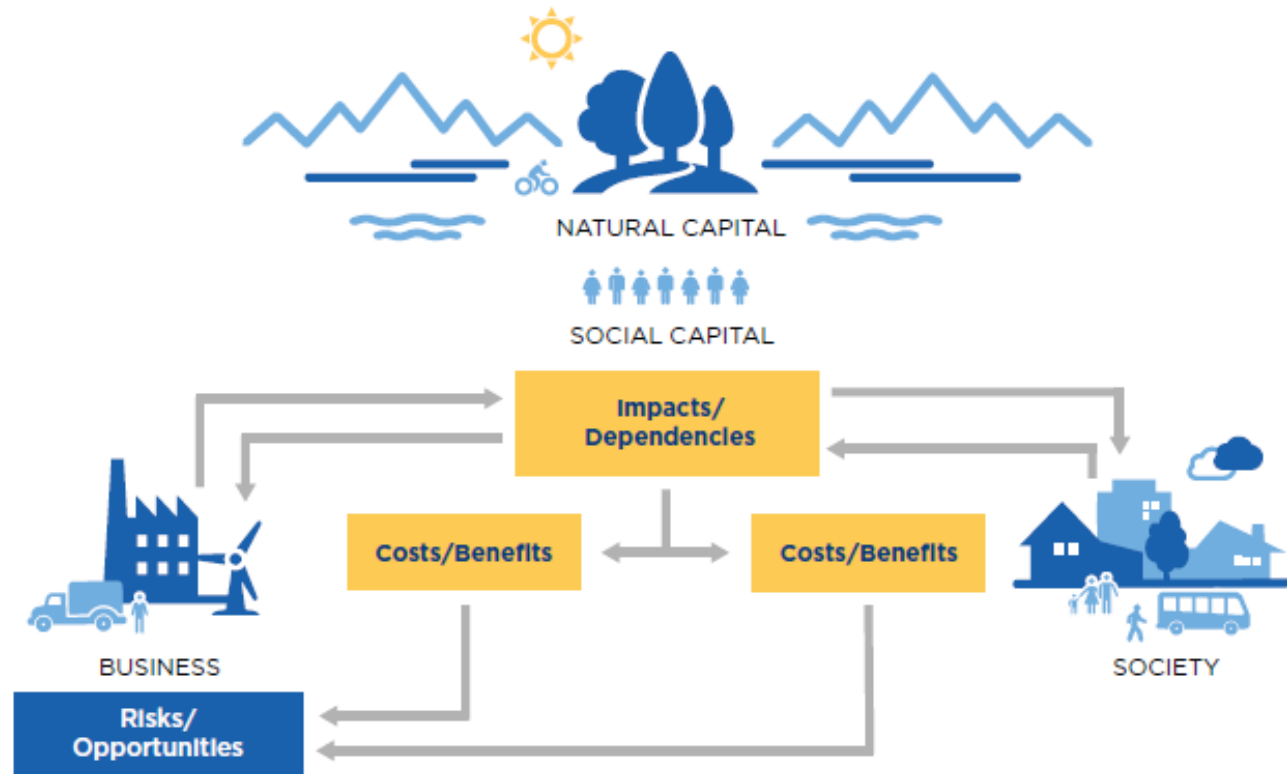 NATURAL CAPITAL
SOCIAL CAPITAL
Impacts/
Dependencies
Costs/Benefits
Costs/Benefits
BUSINESS
SOCIETY
Risks/
Opportunities